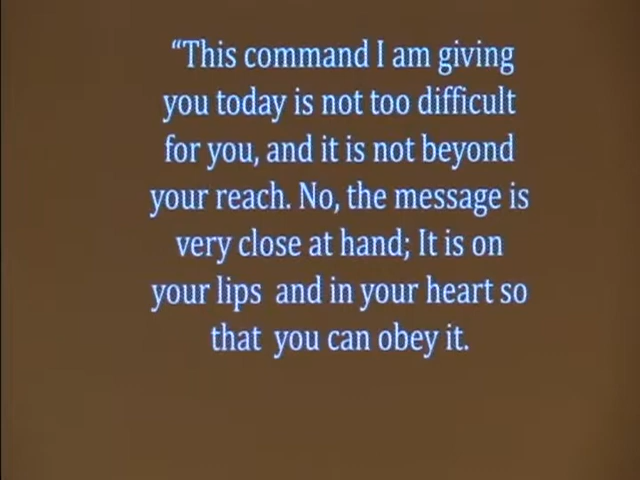 “This command I am giving
you today is not too difficult
for you, and it is not beyond
your reach. No, the message is
very close at hand; It is on
your lips and in your heart so
that you can obey it.